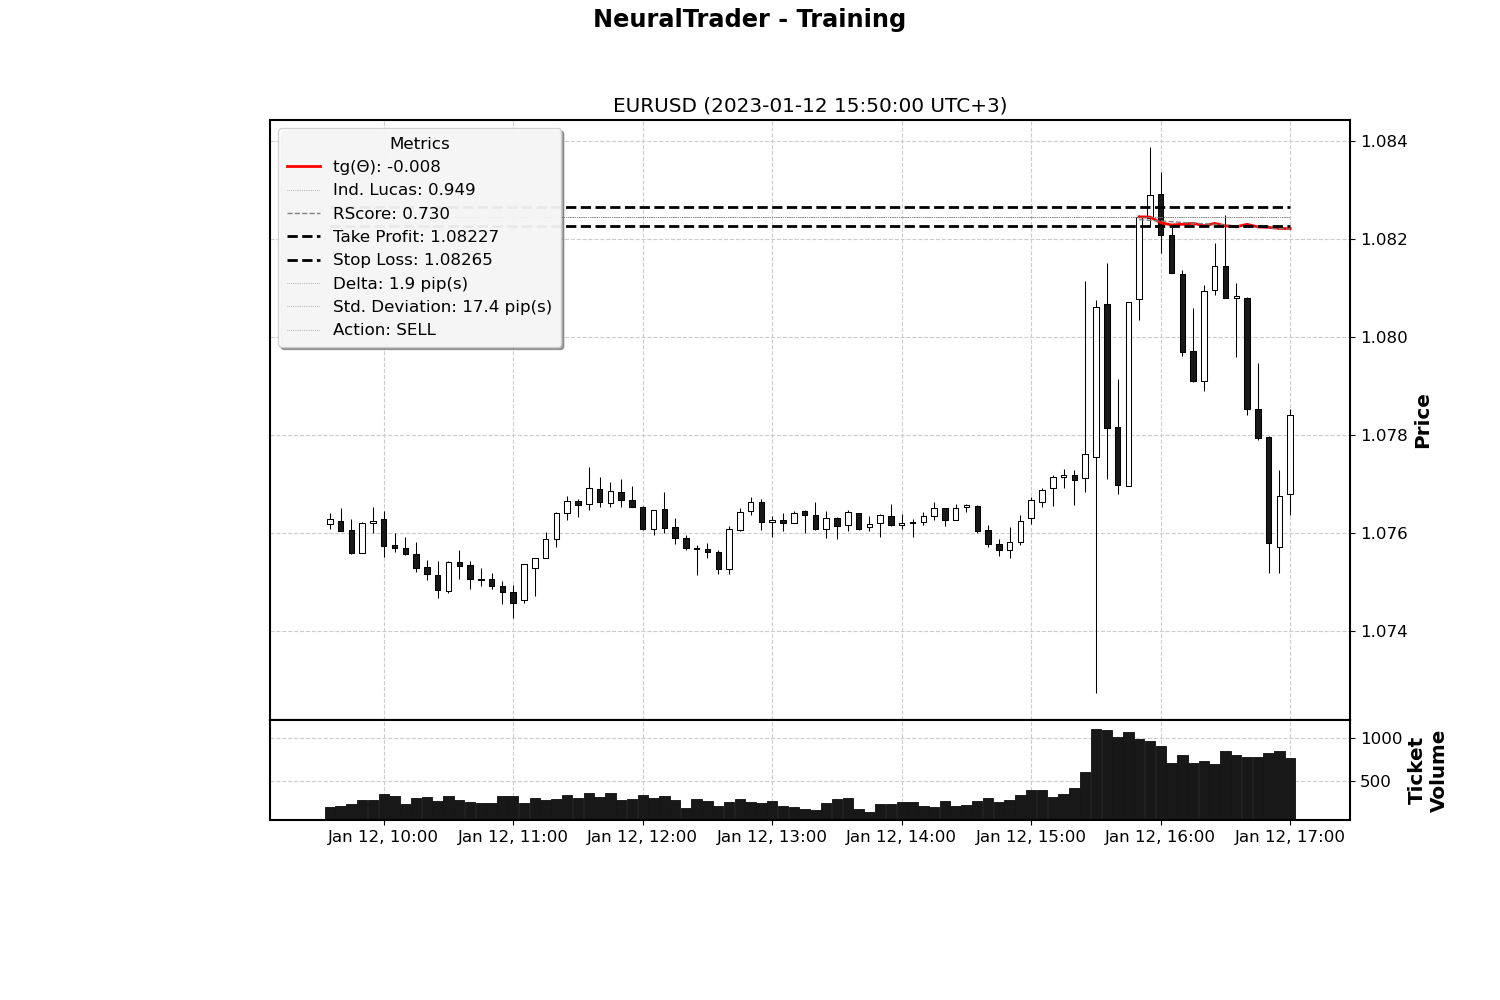 NeuralTrader - Training
EURUSD (2023-01-12 15:50:00 UTC+3)
Metrics
tg(Θ): -0.008
Ind. Lucas: 0.949
RScore: 0.730
Take Profit: 1.08227
Stop Loss: 1.08265
Delta: 1.9 pip(s)
Std. Deviation: 17.4 pip(s)
Action: SELL
1.084
1.082
1.080
1.078
1.076
1.074
Price
1000
500
Ticket
Volume
Jan 12, 10:00
Jan 12, 11:00
Jan 12, 12:00
Jan 12, 13:00
Jan 12, 14:00
Jan 12, 15:00
Jan 12, 16:00
Jan 12, 17:00